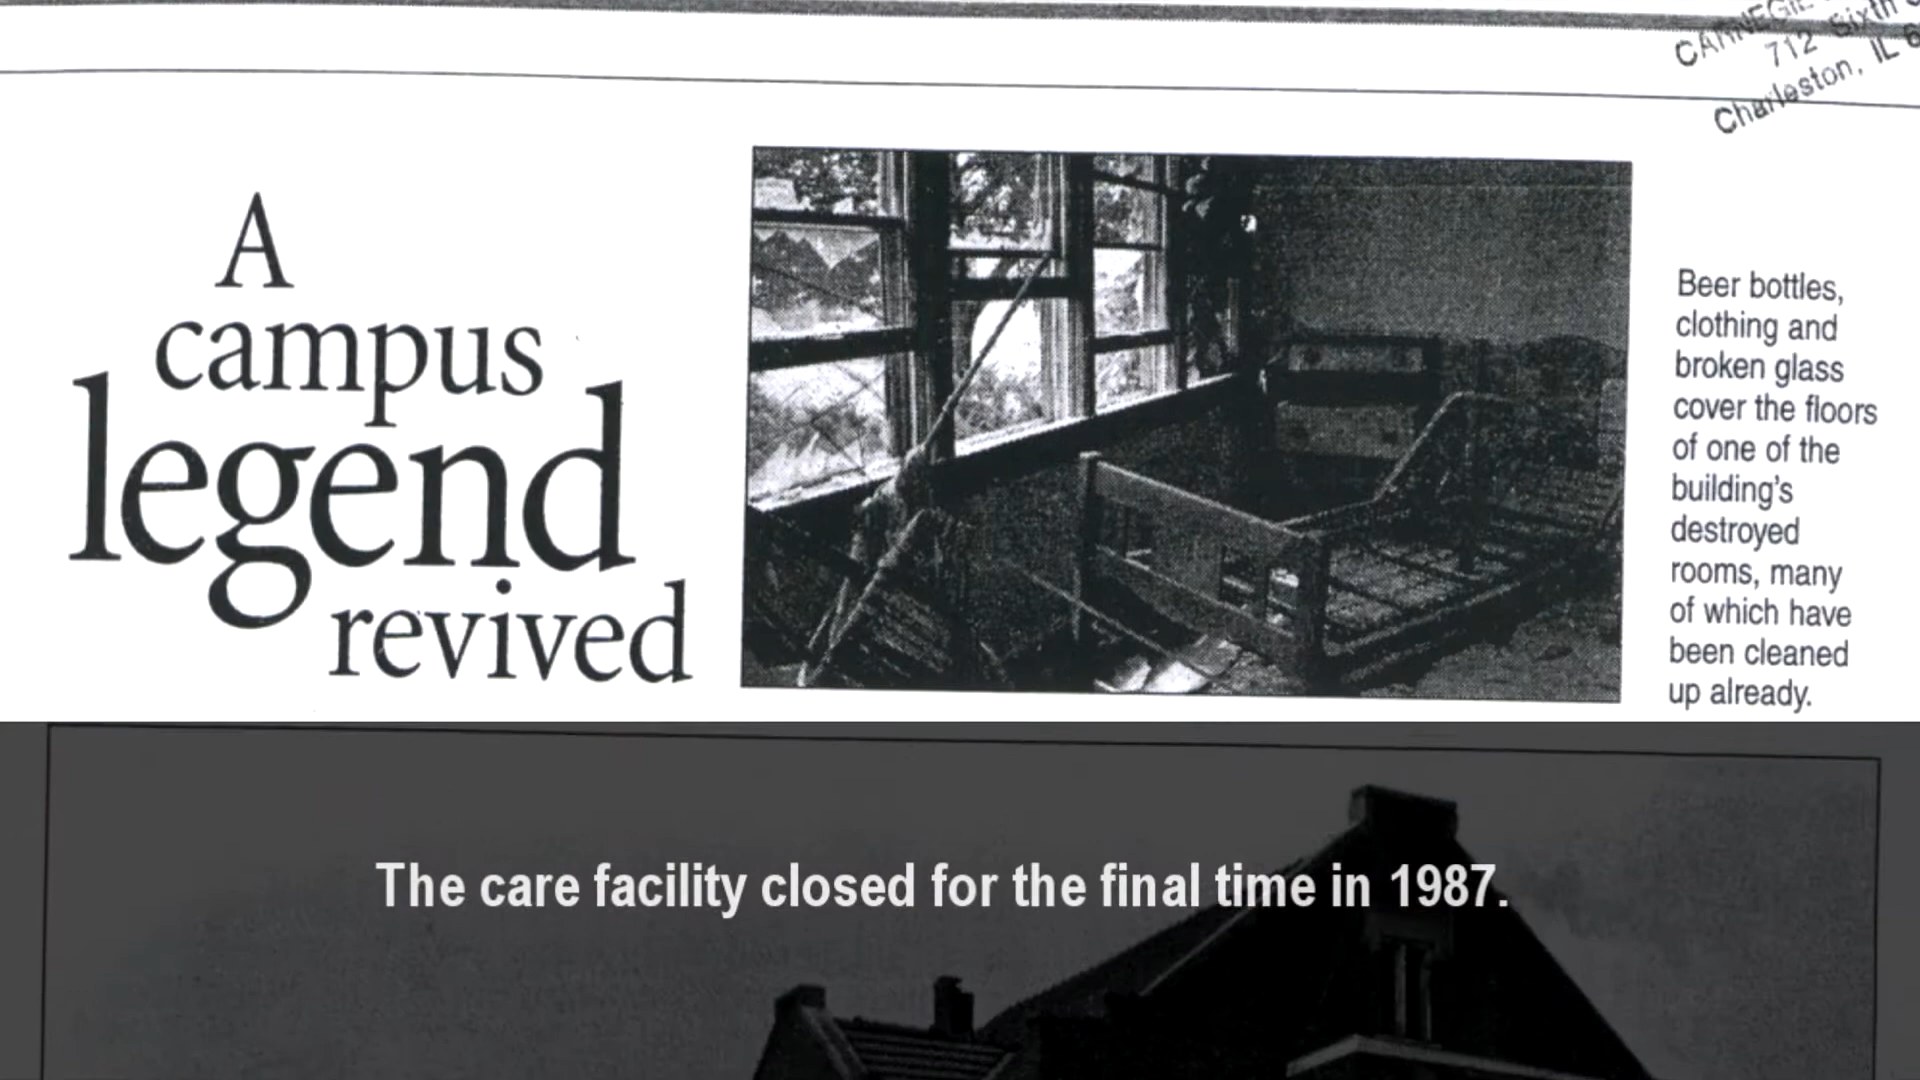 712 Sixth
Charleston, IL
A
campus
legend
revived
Beer bottles,
clothing and
broken glass
cover the floors
of one of the
building's
destroyed
rooms, many
of which have
been cleaned
up already.
The care facility closed for the final time in 1987.